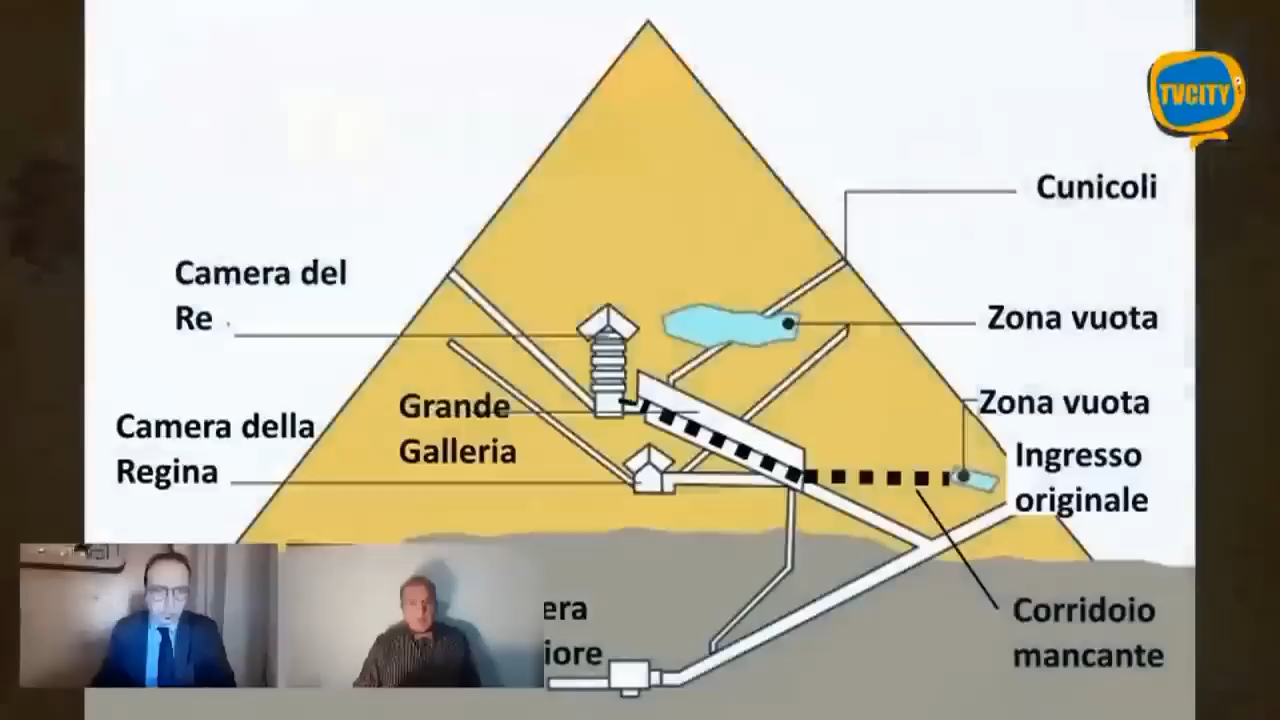 TVCITY
Cunicoli
Camera del
Re
Zona vuota
Zona vuota
Grande
Galleria
Camera della
Regina
Ingresso
originale
era
iore
Corridoio
mancante